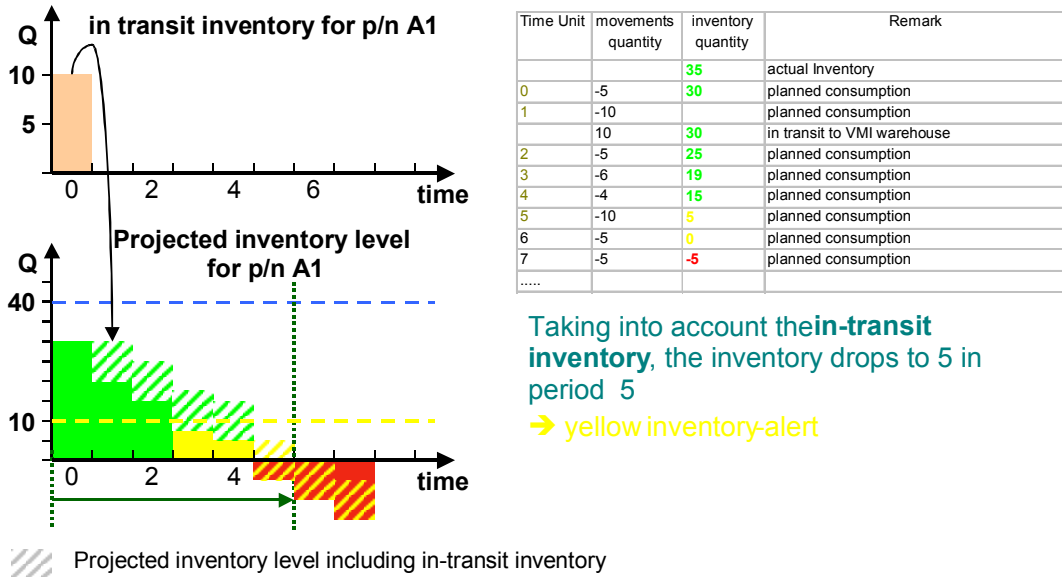 in transit inventory for p/n A1
Q
10
5
0 2 4 6
time
Projected inventory level
for p/n A1
Q
40
10
0 2 4
time
Projected inventory level including in-transit inventory
Time Unit movements quantity inventory quantity Remark
35 actual Inventory
0 -5 30 planned consumption
1 -10 planned consumption
10 30 in transit to VMI warehouse
2 -5 25 planned consumption
3 -6 19 planned consumption
4 -4 15 planned consumption
5 -10 5 planned consumption
6 -5 0 planned consumption
7 -5 -5 planned consumption
.....
Taking into account thein-transit
inventory, the inventory drops to 5 in
period 5
➔ yellow inventory-alert